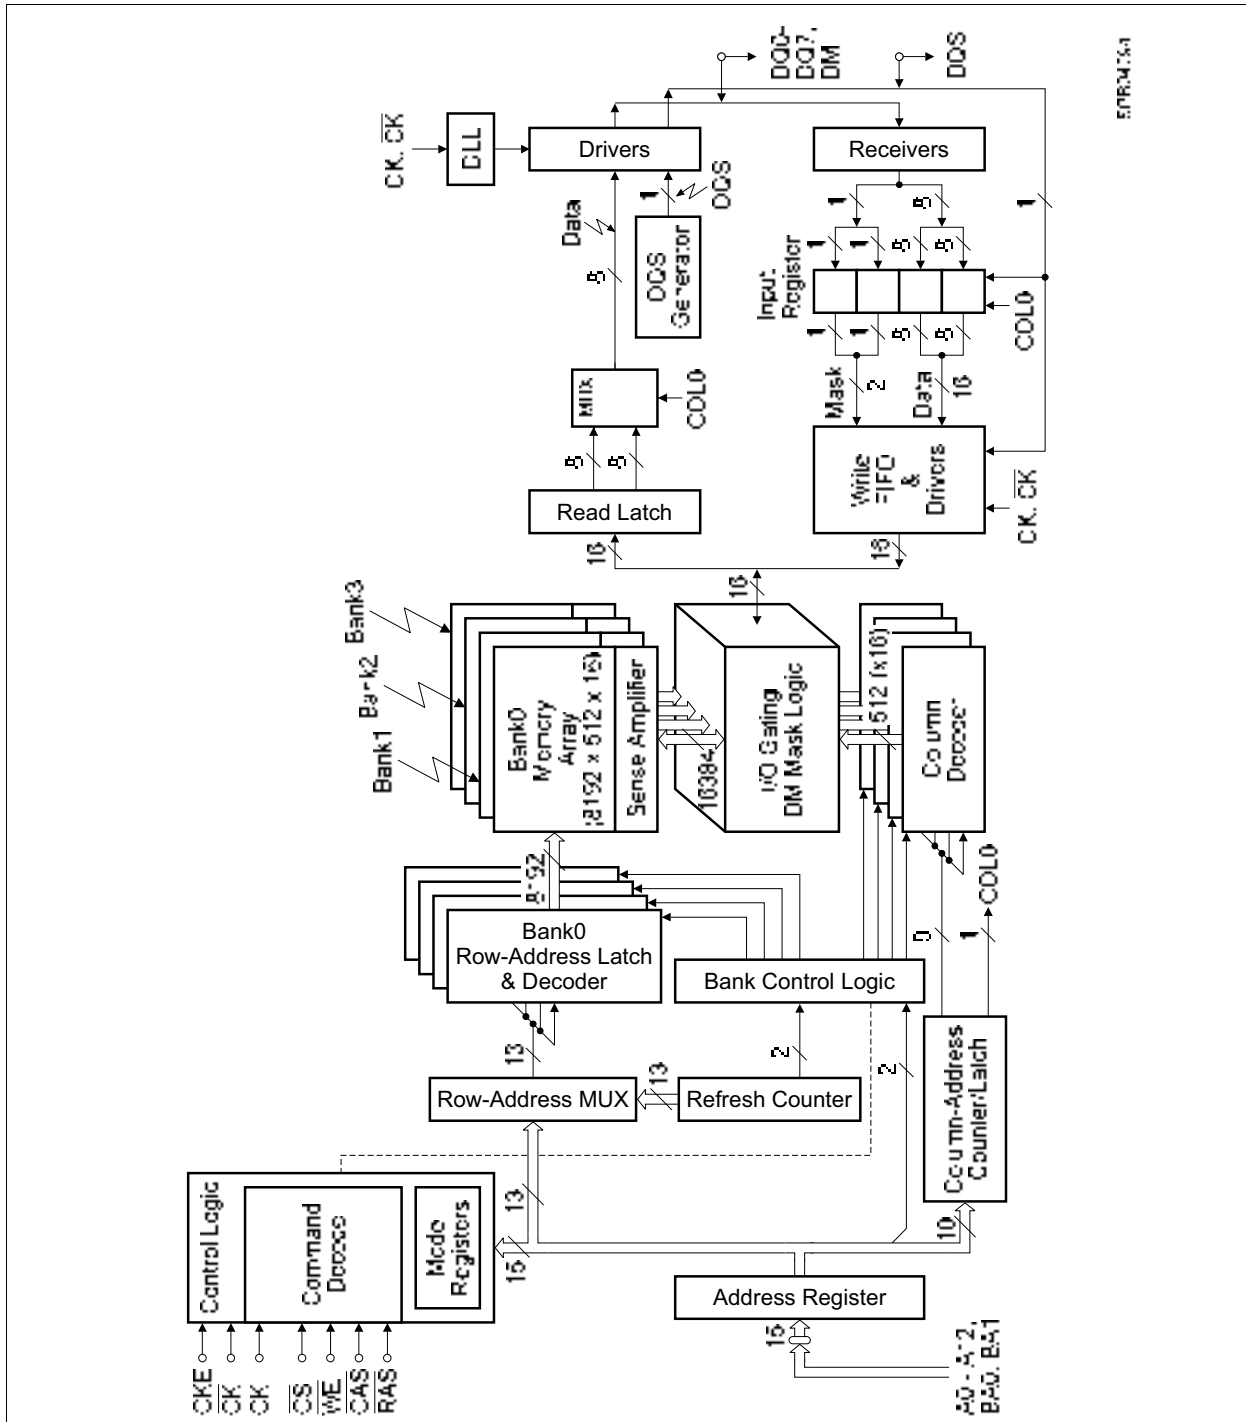 DQ0-
DQ7,
DM
DQS
CK, CK
DLL
Drivers
Receivers
Data
1
DQS
8
DQS
Generator
1
8
1
1
1
8
8
Input
Register
COL0
1
1
8
8
MUX
COL0
Mask
2
Data
16
8
8
Write
FIFO
&
Drivers
CK, CK
Read Latch
16
16
16
Bank3
Bank2
Bank1
Bank0
Memory
Array
(8192 x 512 x 16)
Sense Amplifier
16384
I/O Gating
DM Mask Logic
512 (x16)
Column
Decoder
8192
COL0
Bank0
Row-Address Latch
& Decoder
Bank Control Logic
9
1
13
2
2
Row-Address MUX
13
Refresh Counter
Column-Address
Counter/Latch
Control Logic
Command
Decode
Mode
Registers
13
15
10
Address Register
15
CKE
CK
CK
CS
WE
CAS
RAS
A0 - A12,
BA0, BA1